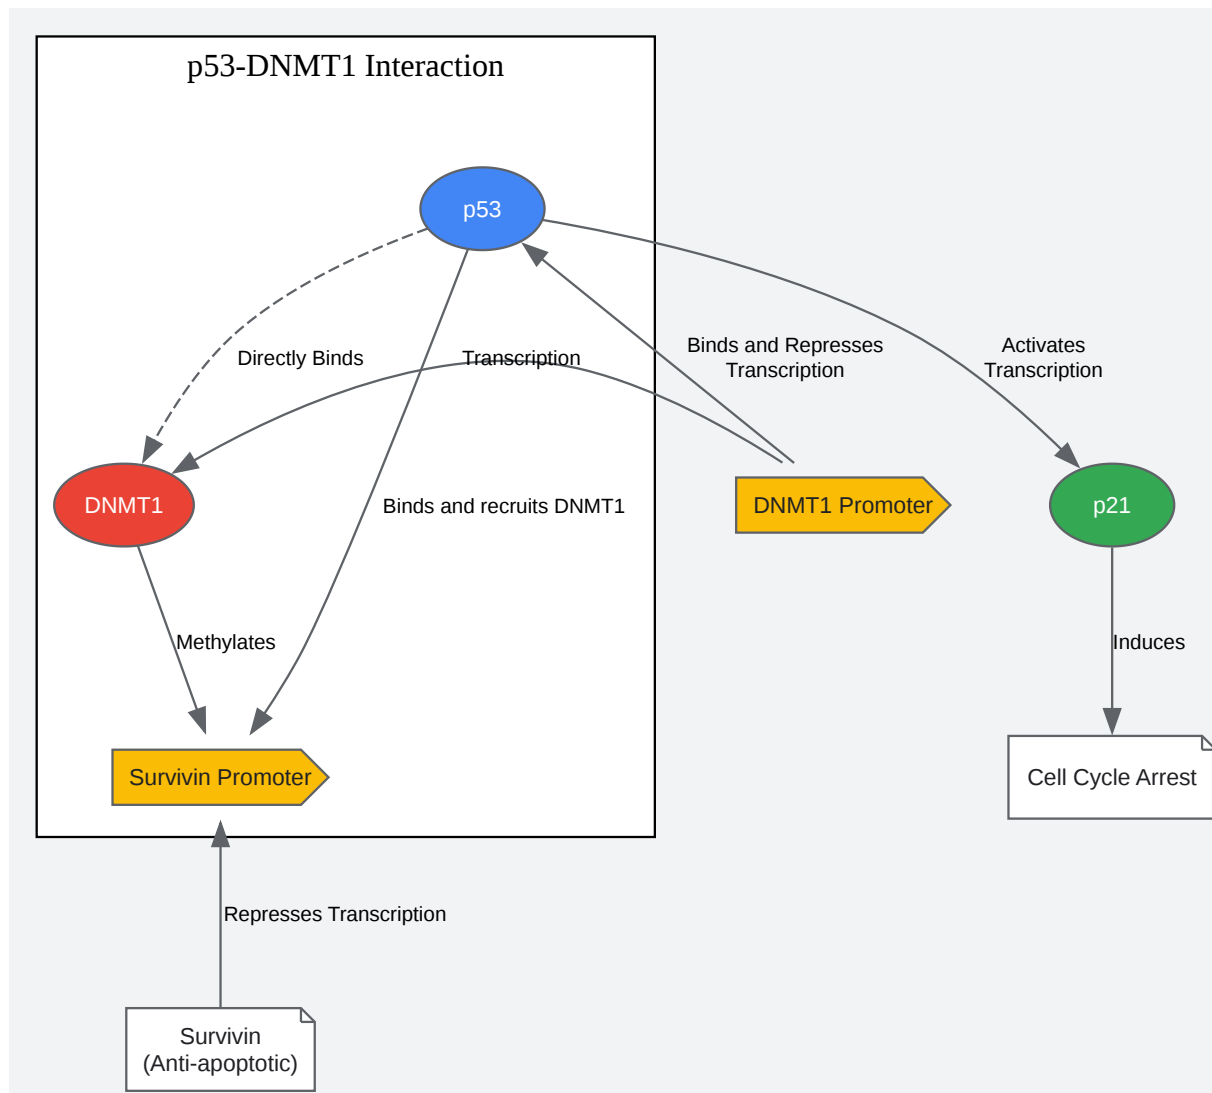 p53-DNMT1 Interaction
p53
Directly Binds
Transcription
Binds and Represses
Transcription
Activates
Transcription
DNMT1
Binds and recruits DNMT1
DNMT1 Promoter
p21
Methylates
Induces
Survivin Promoter
Cell Cycle Arrest
Represses Transcription
Survivin
(Anti-apoptotic)